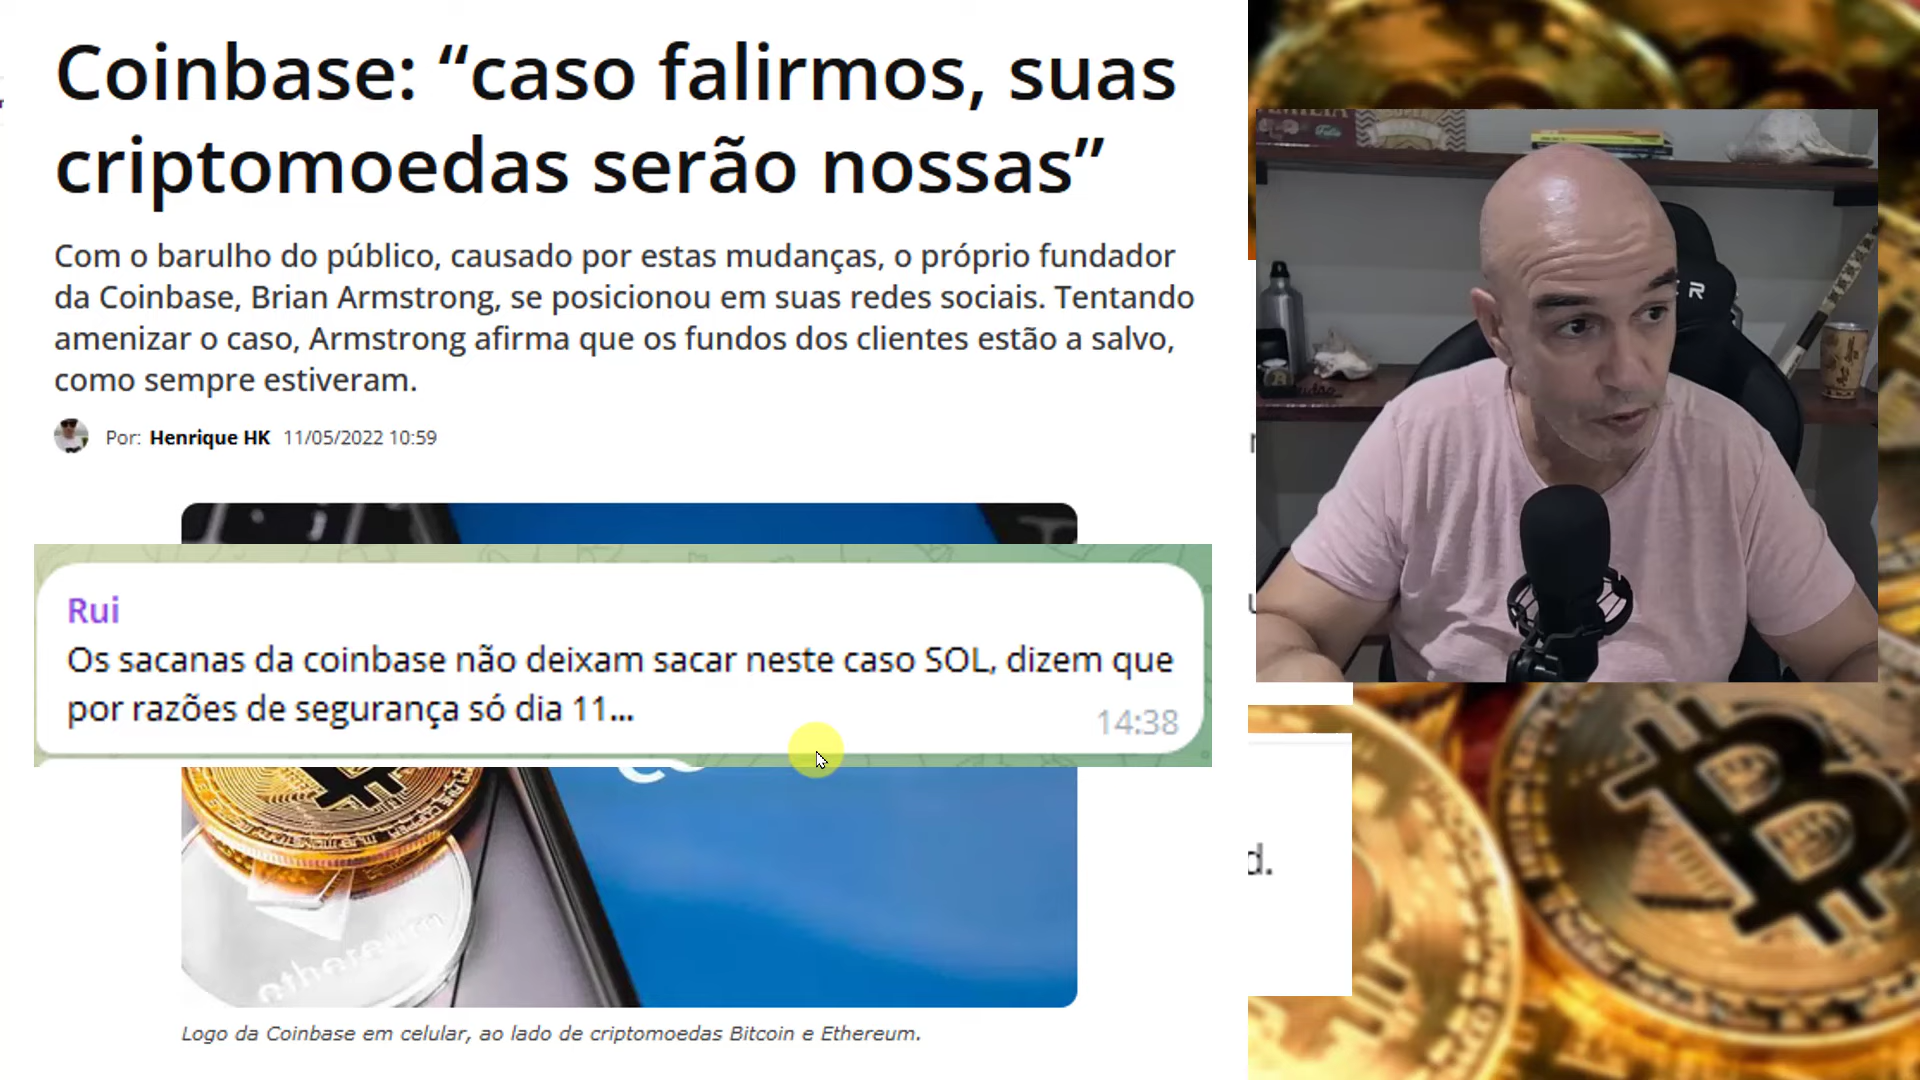 Coinbase: “caso falirmos, suas
criptomoedas serão nossas”
Com o barulho do público, causado por estas mudanças, o próprio fundador
da Coinbase, Brian Armstrong, se posicionou em suas redes sociais. Tentando
amenizar o caso, Armstrong afirma que os fundos dos clientes estão a salvo,
como sempre estiveram.
Por: Henrique HK 11/05/2022 10:59
Rui
Os sacanas da coinbase não deixam sacar neste caso SOL, dizem que
por razões de segurança só dia 11...
14:38
ethereum
Logo da Coinbase em celular, ao lado de criptomoedas Bitcoin e Ethereum.
d.
R